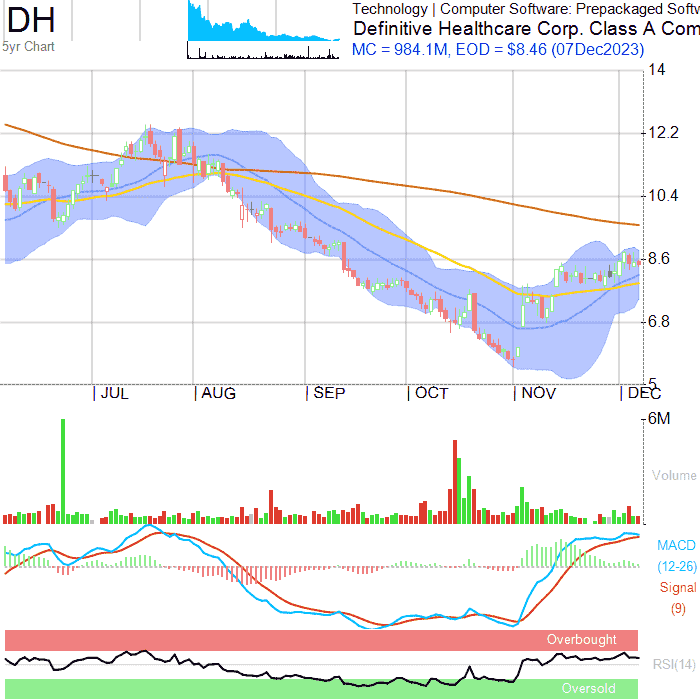 DH
5yr Chart
Technology | Computer Software: Prepackaged Softw
Definitive Healthcare Corp. Class A Com
MC = 984.1M, EOD = $8.46 (07Dec2023)
14
12.2
10.4
8.6
6.8
5
JUL AUG SEP OCT NOV DEC
6M
Volume
MACD
(12-26)
Signal
(9)
Overbought
RSI(14)
Oversold